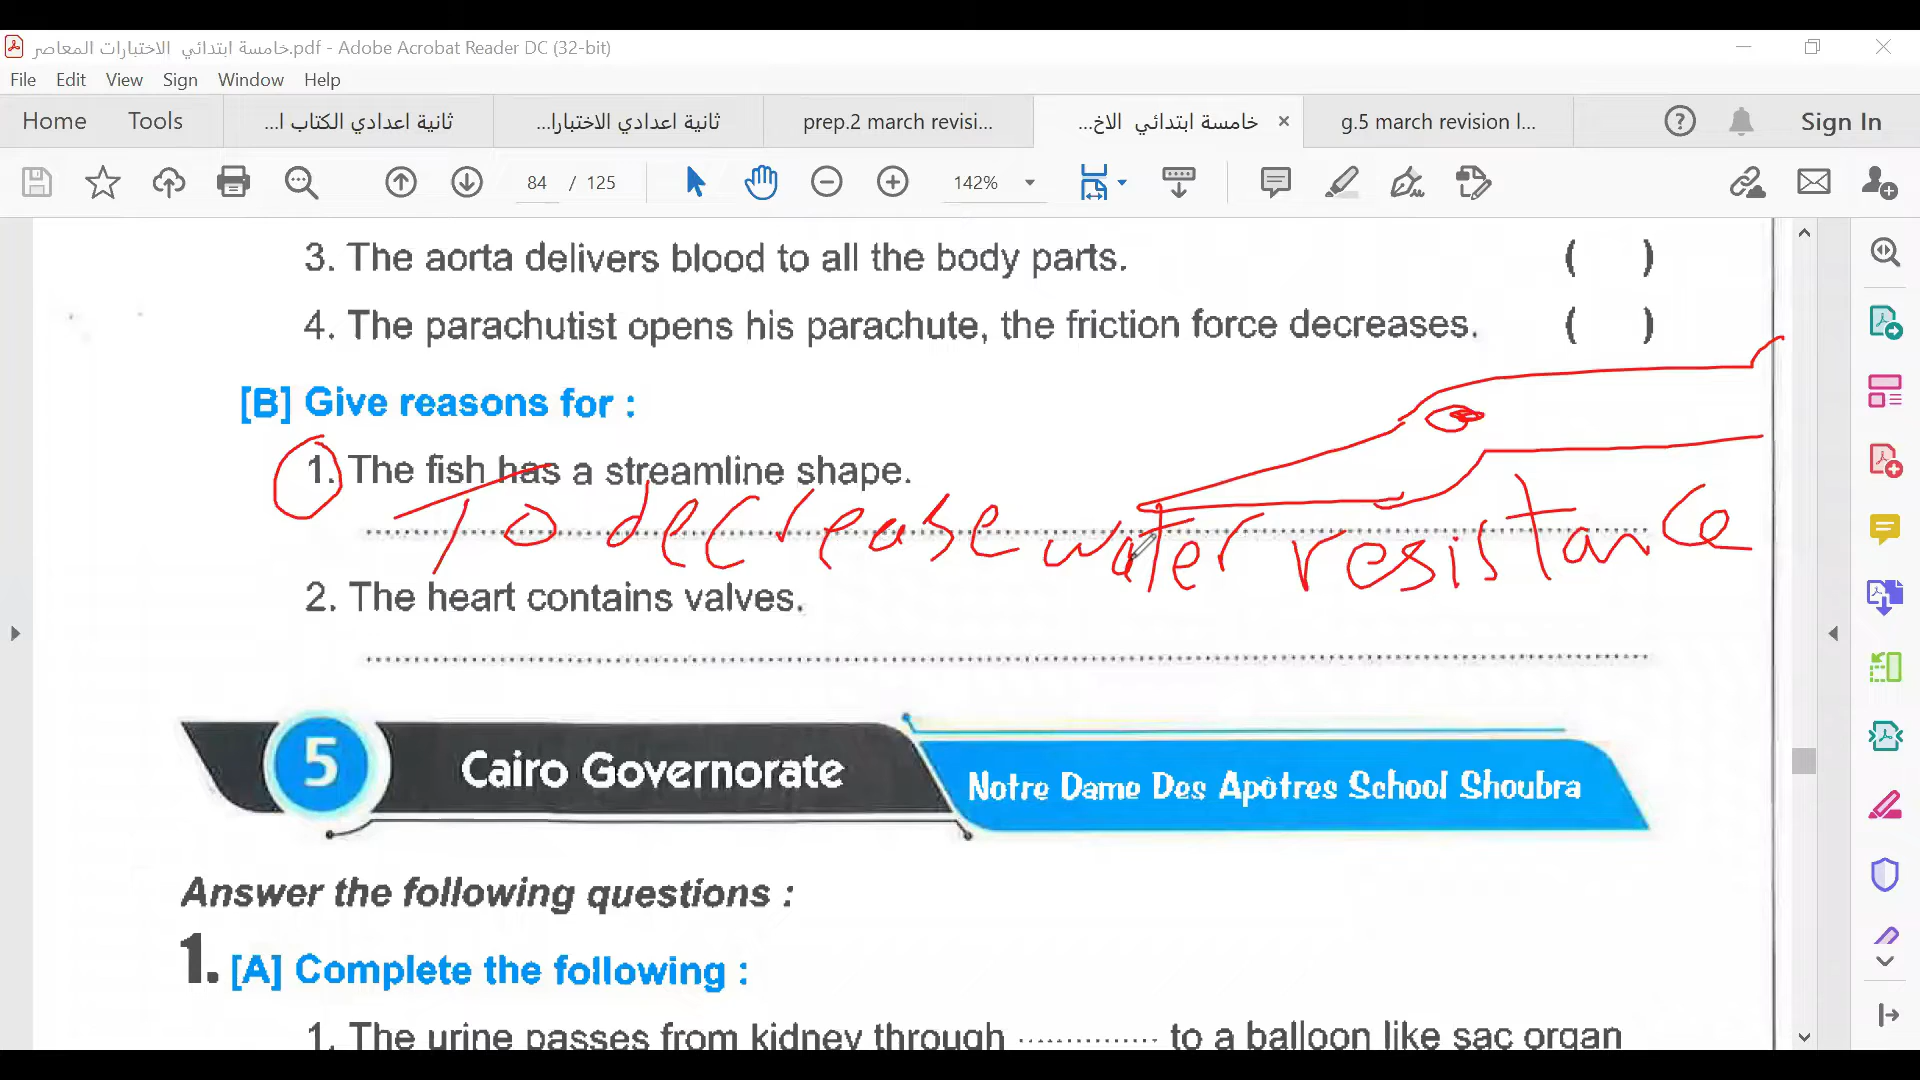 خامسة ابتدائي الاختبارات المعاصر.pdf - Adobe Acrobat Reader DC (32-bit)
File Edit View Sign Window Help
Home Tools ثانية اعدادي الكتاب ا... ثانية اعدادي الاختبارا... prep.2 march revisi... خامسة ابتدائي الاخ... × g.5 march revision l... Sign In
84 / 125 142%
3. The aorta delivers blood to all the body parts. ( )
4. The parachutist opens his parachute, the friction force decreases. ( )
[B] Give reasons for :
1. The fish has a streamline shape.
To decrease water resistance
2. The heart contains valves.
5 Cairo Governorate Notre Dame Des Apòtres School Shoubra
Answer the following questions :
1. [A] Complete the following :
1. The urine passes from kidney through ............ to a balloon like sac organ